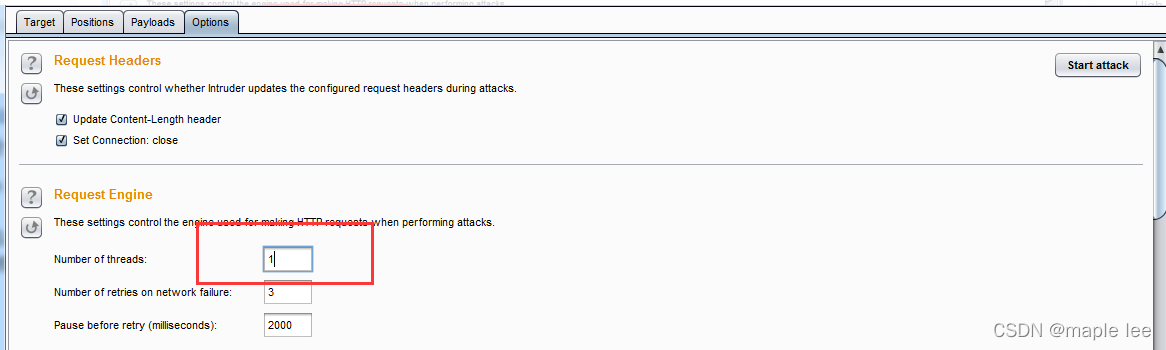 Target Positions Payloads Options
Request Headers
Start attack
These settings control whether Intruder updates the configured request headers during attacks.
Update Content-Length header
Set Connection: close
Request Engine
These settings control the engine used for making HTTP requests when performing attacks.
Number of threads: 1
Number of retries on network failure: 3
Pause before retry (milliseconds): 2000
CSDN @maple lee